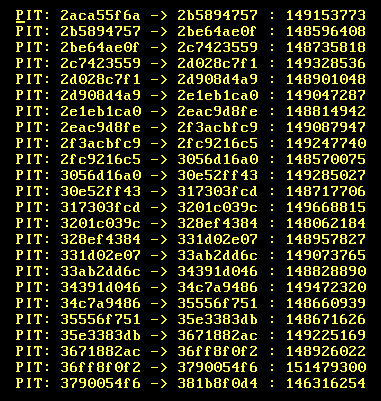 PIT: 2aca55f6a -> 2b5894757 : 149153773
PIT: 2b5894757 -> 2be64ae0f : 148596408
PIT: 2be64ae0f -> 2c7423559 : 148735818
PIT: 2c7423559 -> 2d028c7f1 : 149328536
PIT: 2d028c7f1 -> 2d908d4a9 : 148901048
PIT: 2d908d4a9 -> 2e1eb1ca0 : 149047287
PIT: 2e1eb1ca0 -> 2eac9d8fe : 148814942
PIT: 2eac9d8fe -> 2f3acbfc9 : 149087947
PIT: 2f3acbfc9 -> 2fc9216c5 : 149247740
PIT: 2fc9216c5 -> 3056d16a0 : 148570075
PIT: 3056d16a0 -> 30e52ff43 : 149285027
PIT: 30e52ff43 -> 317303fcd : 148717706
PIT: 317303fcd -> 3201c039c : 149668815
PIT: 3201c039c -> 328ef4384 : 148062184
PIT: 328ef4384 -> 331d02e07 : 148957827
PIT: 331d02e07 -> 33ab2dd6c : 149073765
PIT: 33ab2dd6c -> 34391d046 : 148828890
PIT: 34391d046 -> 34c7a9486 : 149472320
PIT: 34c7a9486 -> 35556f751 : 148660939
PIT: 35556f751 -> 35e3383db : 148671626
PIT: 35e3383db -> 3671882ac : 149225169
PIT: 3671882ac -> 36ff8f0f2 : 148926022
PIT: 36ff8f0f2 -> 3790054f6 : 151479300
PIT: 3790054f6 -> 381b8f0d4 : 146316254